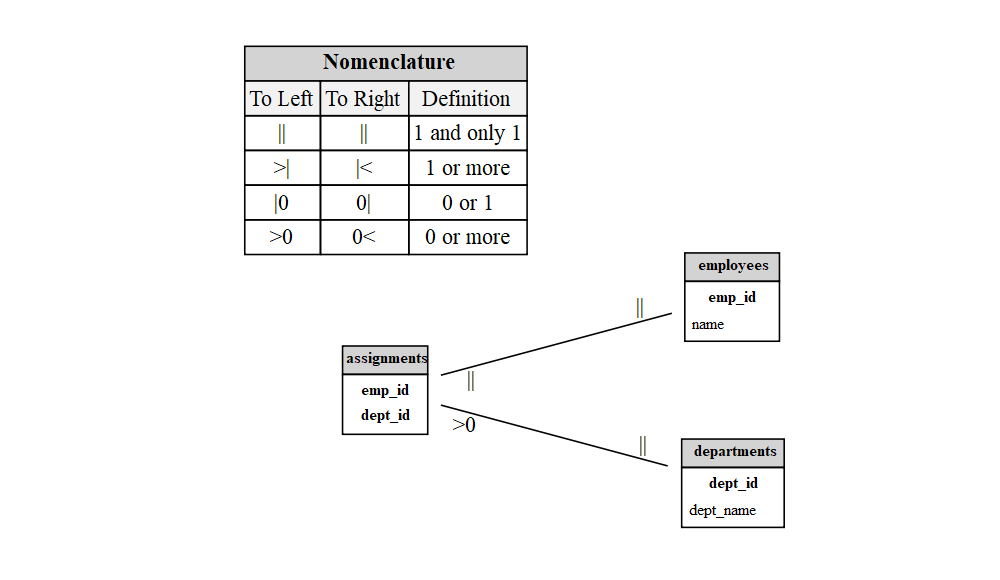 Nomenclature
To Left To Right Definition
|| || 1 and only 1
>| |< 1 or more
|0 0| 0 or 1
>0 0< 0 or more
employees
emp_id
name
||
assignments
emp_id
dept_id
||
>0
||
departments
dept_id
dept_name